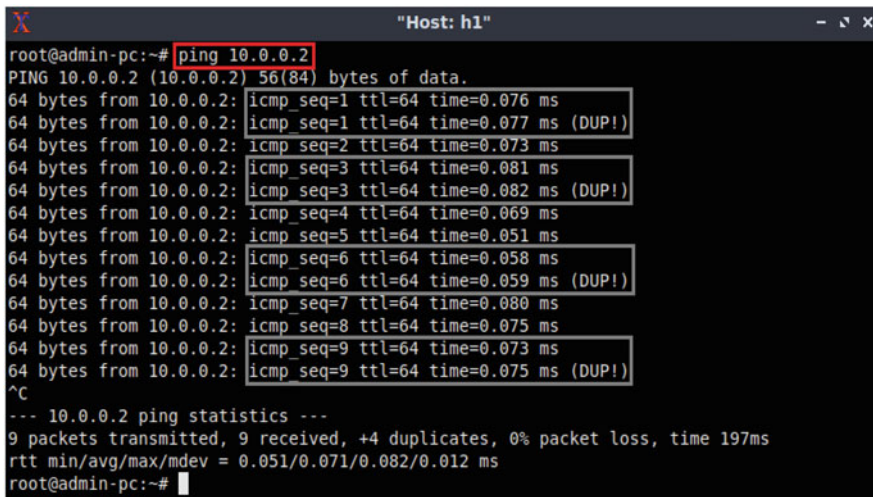 "Host: h1"
root@admin-pc:~# ping 10.0.0.2
PING 10.0.0.2 (10.0.0.2) 56(84) bytes of data.
64 bytes from 10.0.0.2: icmp_seq=1 ttl=64 time=0.076 ms
64 bytes from 10.0.0.2: icmp_seq=1 ttl=64 time=0.077 ms (DUP!)
64 bytes from 10.0.0.2: icmp_seq=2 ttl=64 time=0.073 ms
64 bytes from 10.0.0.2: icmp_seq=3 ttl=64 time=0.081 ms
64 bytes from 10.0.0.2: icmp_seq=3 ttl=64 time=0.082 ms (DUP!)
64 bytes from 10.0.0.2: icmp_seq=4 ttl=64 time=0.069 ms
64 bytes from 10.0.0.2: icmp_seq=5 ttl=64 time=0.051 ms
64 bytes from 10.0.0.2: icmp_seq=6 ttl=64 time=0.058 ms
64 bytes from 10.0.0.2: icmp_seq=6 ttl=64 time=0.059 ms (DUP!)
64 bytes from 10.0.0.2: icmp_seq=7 ttl=64 time=0.080 ms
64 bytes from 10.0.0.2: icmp_seq=8 ttl=64 time=0.075 ms
64 bytes from 10.0.0.2: icmp_seq=9 ttl=64 time=0.073 ms
64 bytes from 10.0.0.2: icmp_seq=9 ttl=64 time=0.075 ms (DUP!)
^C
--- 10.0.0.2 ping statistics ---
9 packets transmitted, 9 received, +4 duplicates, 0% packet loss, time 197ms
rtt min/avg/max/mdev = 0.051/0.071/0.082/0.012 ms
root@admin-pc:~#